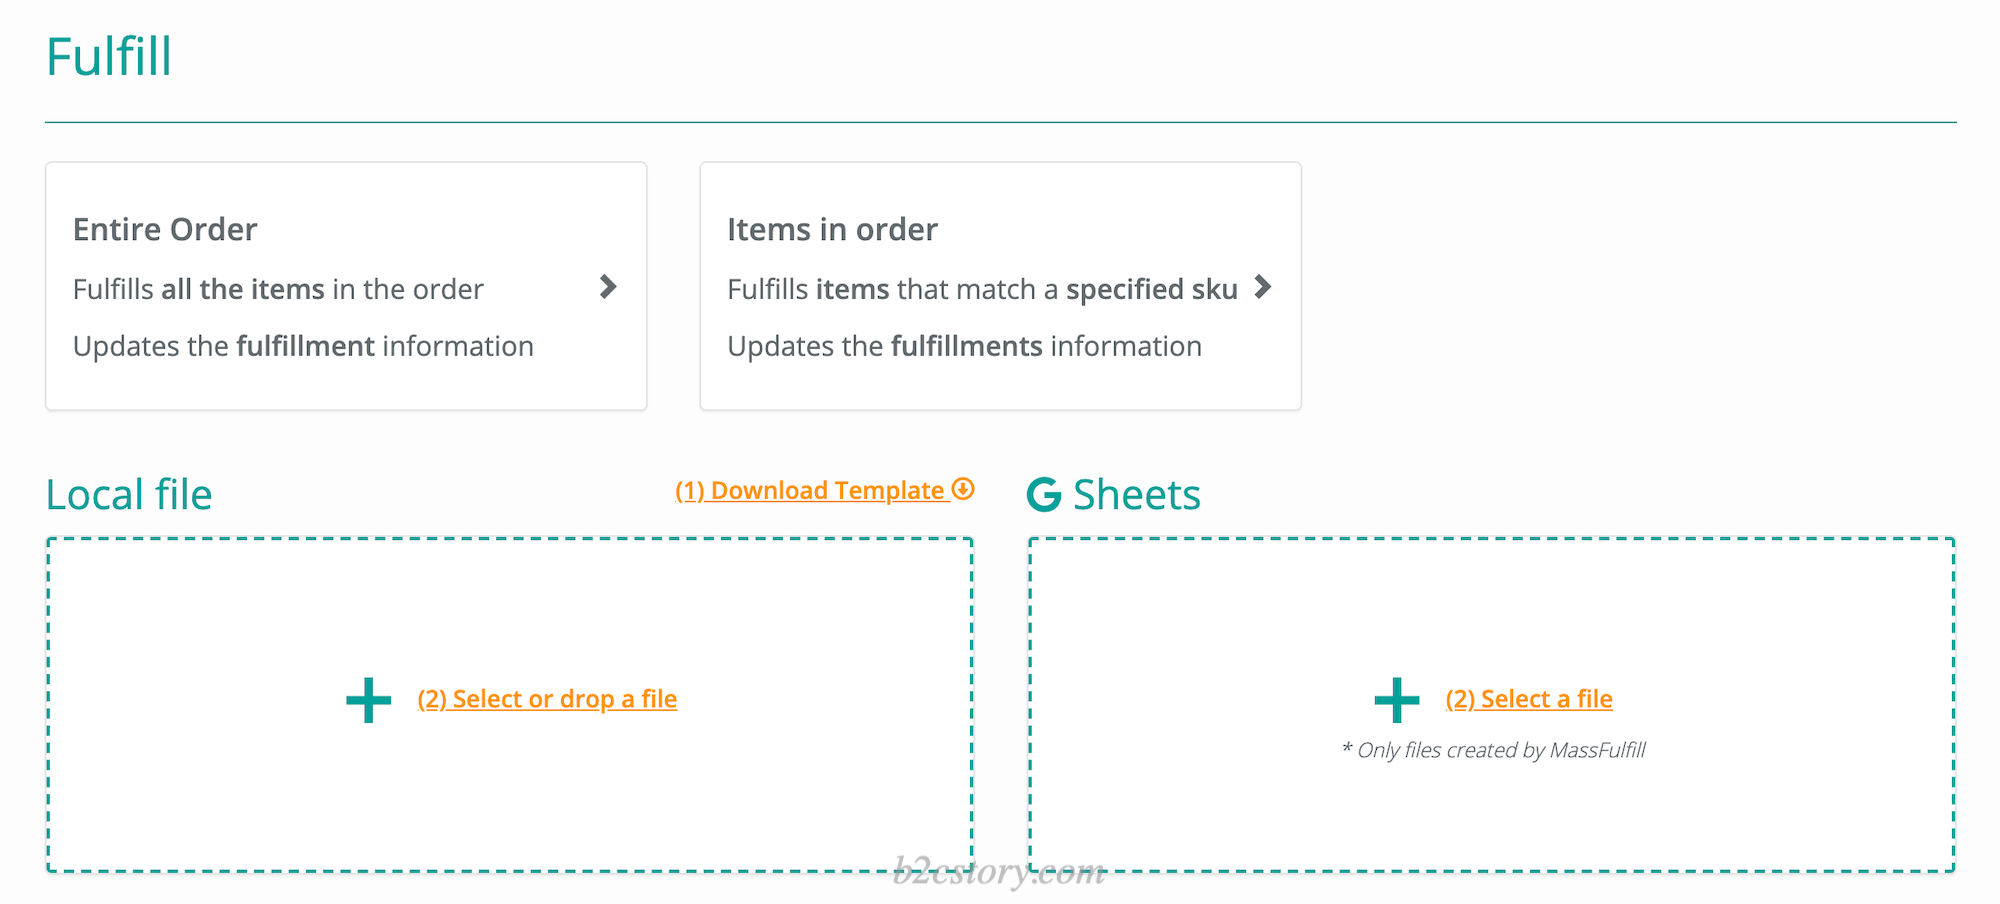 Fulfill
Entire Order
Fulfills all the items in the order
Updates the fulfillment information
Items in order
Fulfills items that match a specified sku
Updates the fulfillments information
Local file
(1) Download Template
(2) Select or drop a file
G Sheets
(2) Select a file
* Only files created by MassFulfill
b2cstory.com